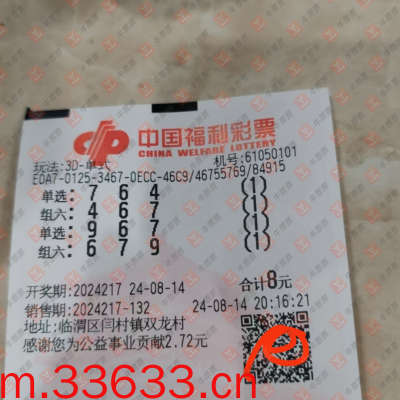 中国福利彩票
CHINA WELFARE LOTTERY
玩法:3D-单式 机号:61050101
E0A7-0125-3467-0ECC-46C9/46755769/84915
单选: 7 6 4 (1)
组六: 4 6 7 (1)
单选: 9 6 7 (1)
组六: 6 7 9 (1)
开奖期:2024217 24-08-14 合计8元
销售期:2024217-132 24-08-14 20:16:21
地址:临渭区闫村镇双龙村
感谢您为公益事业贡献2.72元
m.33633.cn